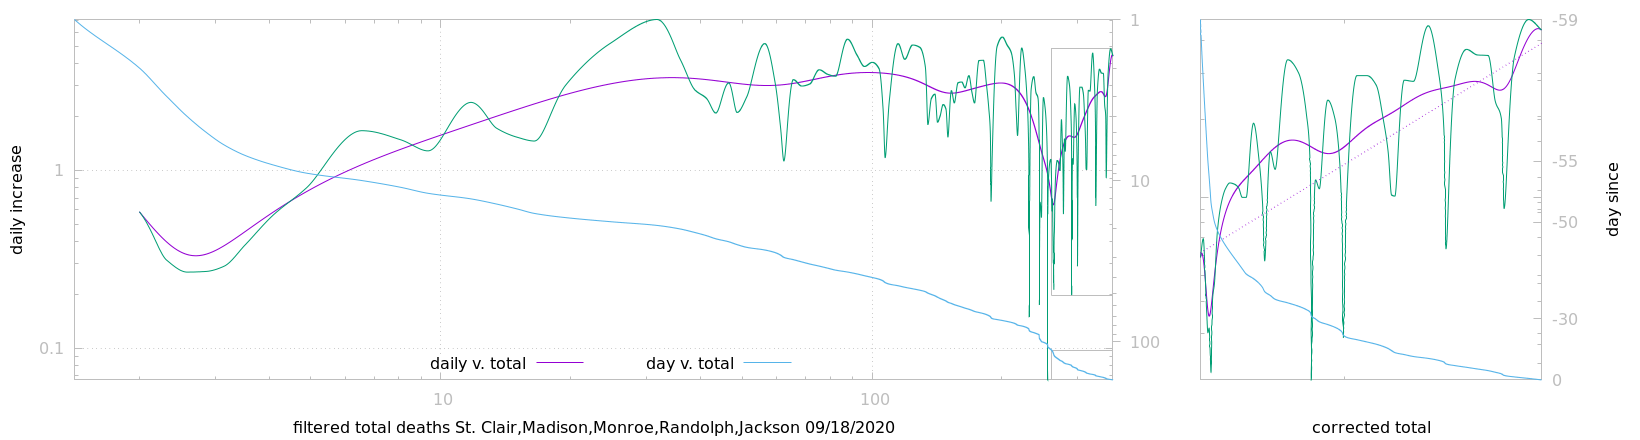 1
-59
daily increase
1
-55
day since
10
-50
-30
0.1
100
daily v. total
day v. total
0
10
100
filtered total deaths St. Clair,Madison,Monroe,Randolph,Jackson 09/18/2020
corrected total